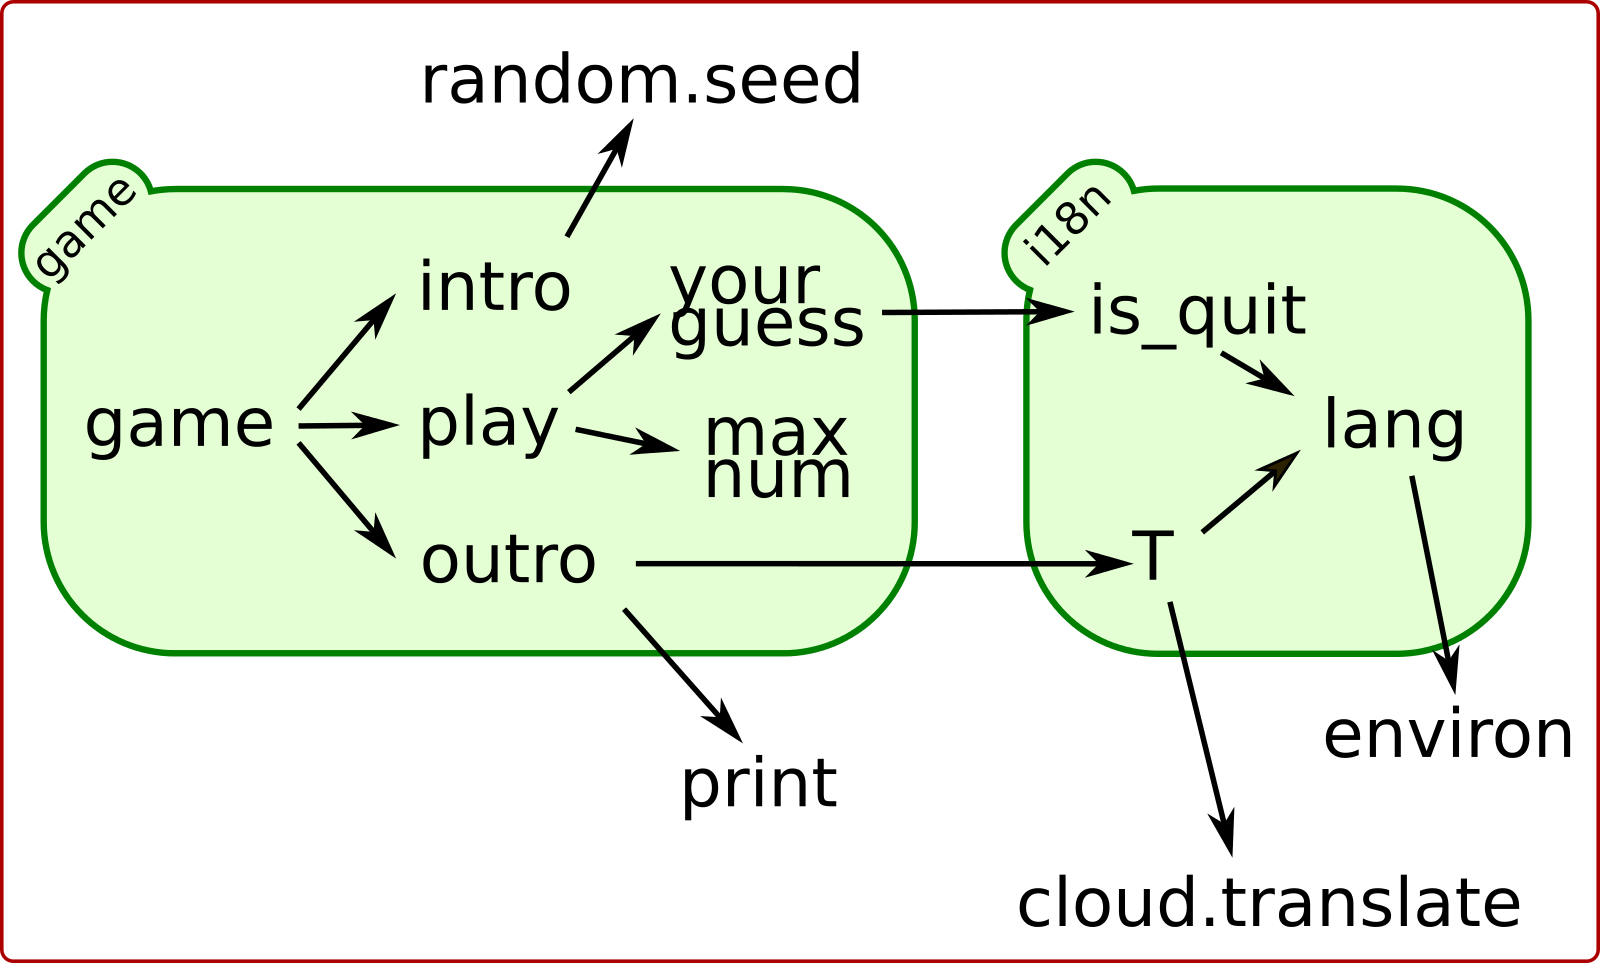 random.seed
game
i18n
intro
your
guess
is_quit
game
play
max
num
lang
outro
T
print
environ
cloud.translate